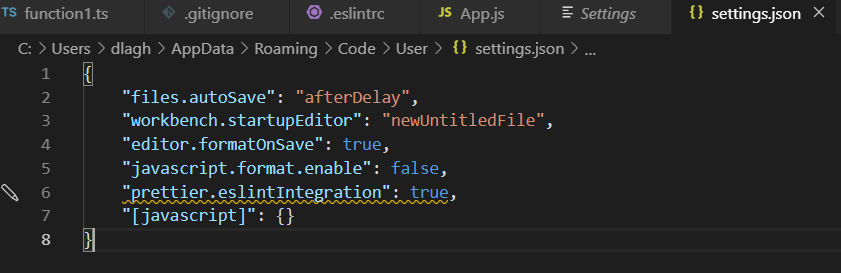 TS function1.ts .gitignore .eslintrc JS App.js Settings {} settings.json ×
C: > Users > dlagh > AppData > Roaming > Code > User > {} settings.json > ...
1 {
2 "files.autoSave": "afterDelay",
3 "workbench.startupEditor": "newUntitledFile",
4 "editor.formatOnSave": true,
5 "javascript.format.enable": false,
6 "prettier.eslintIntegration": true,
7 "[javascript]": {}
8 }